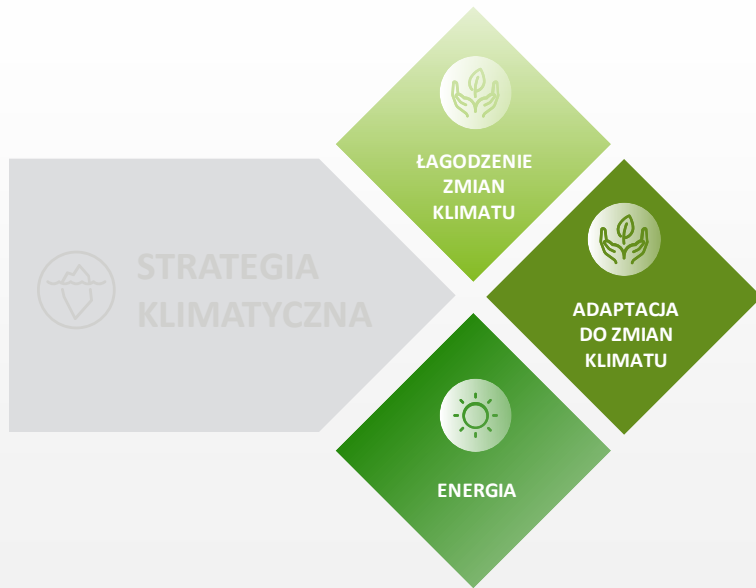 STRATEGIA
KLIMATYCZNA
ŁAGODZENIE
ZMIAN
KLIMATU
ADAPTACJA
DO ZMIAN
KLIMATU
ENERGIA